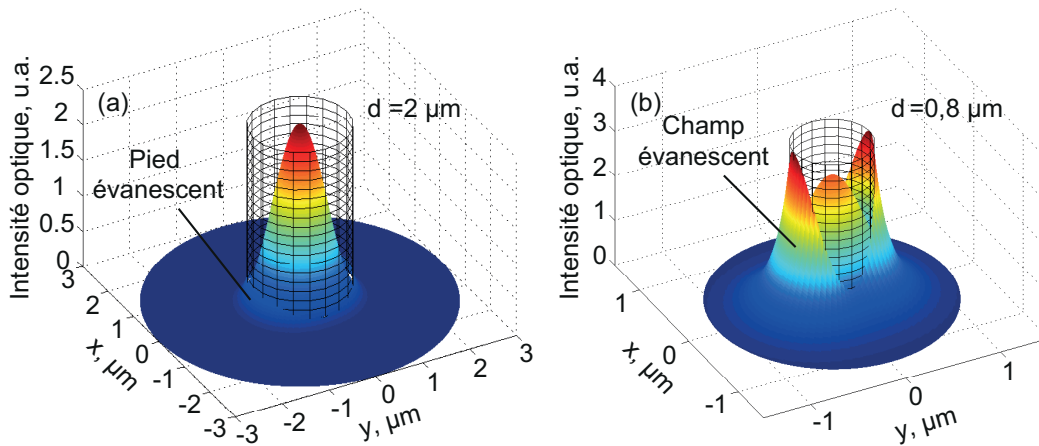 (a)
d =2 µm
Pied
évanescent
Intensité optique, u.a.
2.5
2
1.5
1
0.5
0
3
2
1
0
-1
-2
-3
x, µm
-3
-2
-1
0
1
2
3
y, µm
(b)
d=0,8 µm
Champ
évanescent
Intensité optique, u.a.
4
3
2
1
0
1
0
-1
x, µm
-1
0
1
y, µm